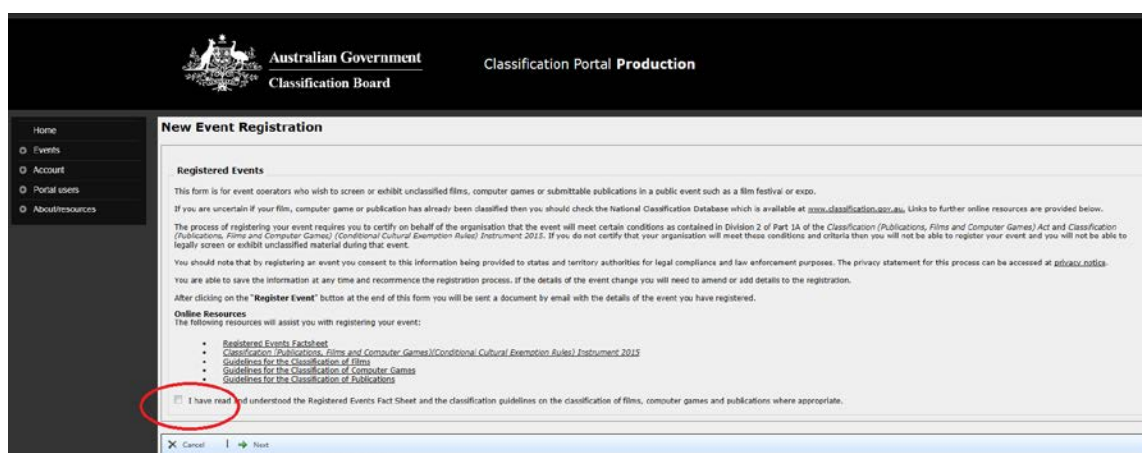 Australian Government
Classification Board
Classification Portal Production
Home
Events
Account
Portal users
About/resources
New Event Registration
Registered Events
This form is for event operators who wish to screen or exhibit unclassified films, computer games or submittable publications in a public event such as a film festival or expo.
If you are uncertain if your film, computer game or publication has already been classified then you should check the National Classification Database which is available at www.classification.gov.au. Links to further online resources are provided below.
The process of registering your event requires you to certify on behalf of the organisation that the event will meet certain conditions as contained in Division 2 of Part 1A of the Classification (Publications, Films and Computer Games) Act and Classification
(Publications, Films and Computer Games) (Conditional Cultural Exemption Rules) Instrument 2015. If you do not certify that your organisation will meet these conditions and criteria then you will not be able to register your event and you will not be able to
legally screen or exhibit unclassified material during that event.
You should note that by registering an event you consent to this information being provided to states and territory authorities for legal compliance and law enforcement purposes. The privacy statement for this process can be accessed at privacy notice.
You are able to save the information at any time and recommence the registration process. If the details of the event change you will need to amend or add details to the registration.
After clicking on the "Register Event" button at the end of this form you will be sent a document by email with the details of the event you have registered.
Online Resources
The following resources will assist you with registering your event:
Registered Events Factsheet
Classification (Publications, Films and Computer Games)(Conditional Cultural Exemption Rules) Instrument 2015
Guidelines for the Classification of Films
Guidelines for the Classification of Computer Games
Guidelines for the Classification of Publications
I have read and understood the Registered Events Fact Sheet and the classification guidelines on the classification of films, computer games and publications where appropriate.
Cancel | Next